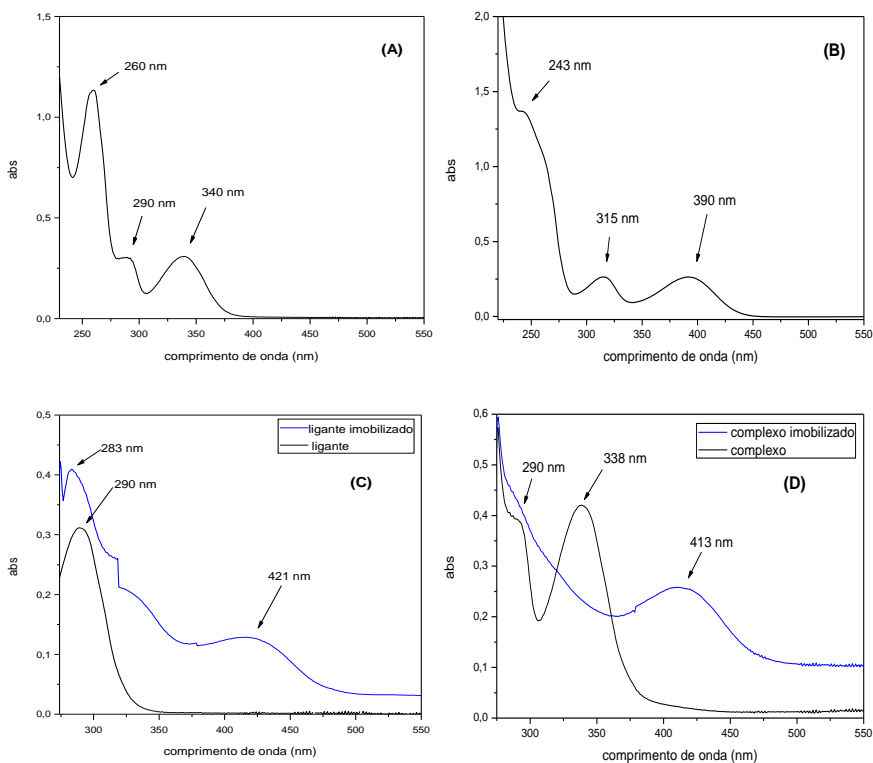 1,5
1,0
0,5
0,0
abs
(A)
260 nm
290 nm
340 nm
250 300 350 400 450 500 550
comprimento de onda (nm)
2,0
1,5
1,0
0,5
0,0
abs
(B)
243 nm
315 nm
390 nm
250 300 350 400 450 500 550
comprimento de onda (nm)
0,5
0,4
0,3
0,2
0,1
0,0
abs
ligante imobilizado
ligante
(C)
283 nm
290 nm
421 nm
300 350 400 450 500 550
comprimento de onda (nm)
0,6
0,5
0,4
0,3
0,2
0,1
0,0
abs
complexo imobilizado
complexo
(D)
290 nm
338 nm
413 nm
300 350 400 450 500 550
comprimento de onda (nm)